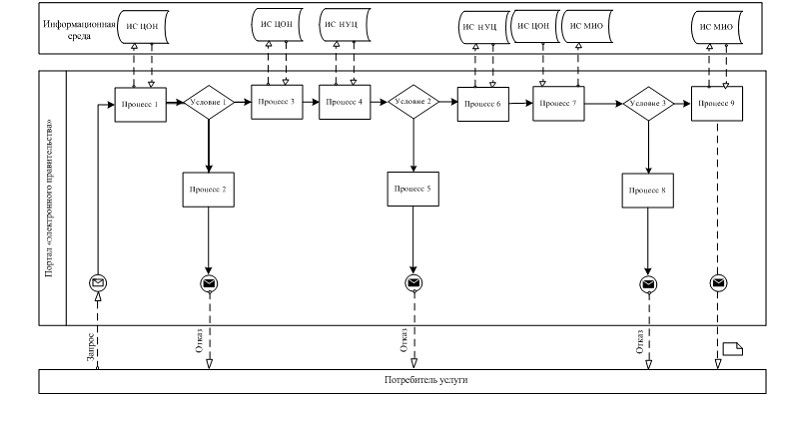 Информационная
среда
ИС ЦОН
ИС ЦОН
ИС НУЦ
ИС НУЦ
ИС ЦОН
ИС МИО
ИС МИО
Портал «электронного правительства»
Процесс 1
Условие 1
Процесс 3
Процесс 4
Условие 2
Процесс 6
Процесс 7
Условие 3
Процесс 9
Процесс 2
Процесс 5
Процесс 8
Запрос
Отказ
Отказ
Отказ
Потребитель услуги